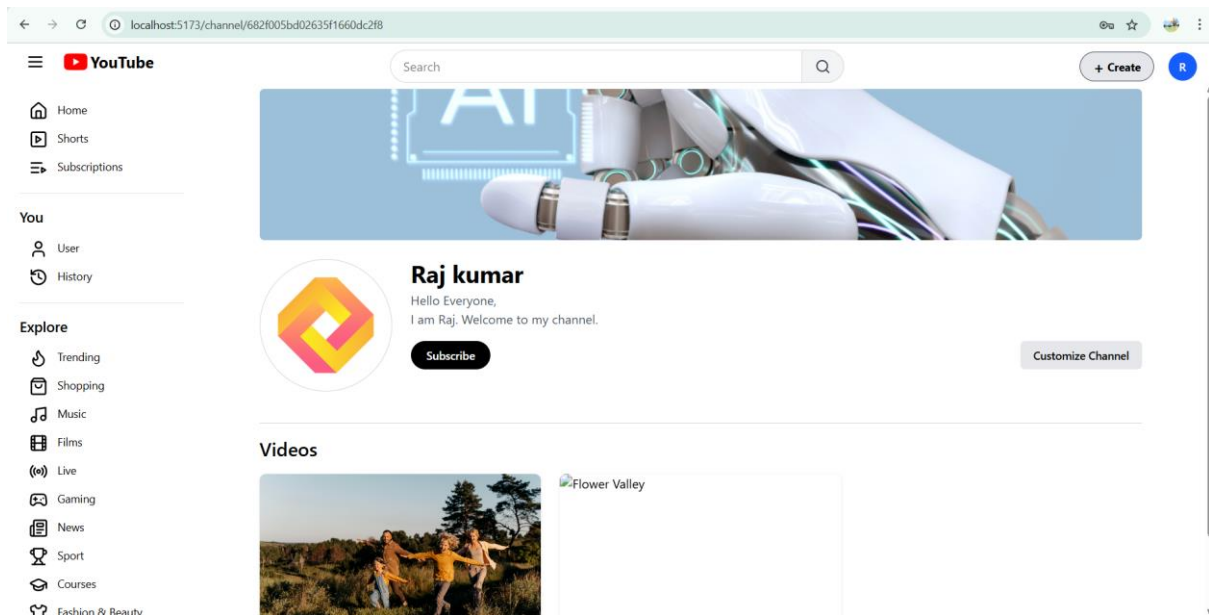 localhost:5173/channel/682f005bd02635f1660dc2f8
YouTube
Search
+ Create
R
Home
Shorts
Subscriptions
You
User
History
Explore
Trending
Shopping
Music
Films
Live
Gaming
News
Sport
Courses
Fashion & Beauty
AI
Raj kumar
Hello Everyone,
I am Raj. Welcome to my channel.
Subscribe
Customize Channel
Videos
Flower Valley